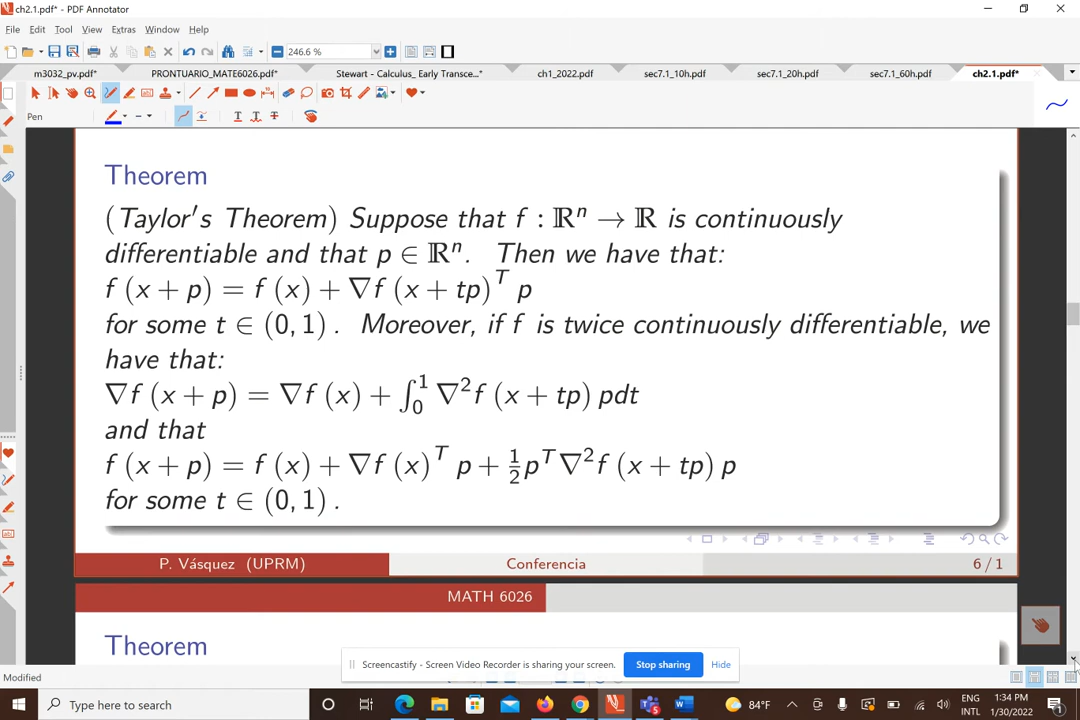 ch2.1.pdf* - PDF Annotator
File Edit Tool View Extras Window Help
246.6 %
m3032_pv.pdf* PRONTUARIO_MATE6026.pdf* Stewart - Calculus_ Early Transce..." ch1_2022.pdf sec7.1_10h.pdf sec7.1_20h.pdf sec7.1_60h.pdf ch2.1.pdf*
Pen
Theorem
(Taylor's Theorem) Suppose that f : ℝⁿ → ℝ is continuously
differentiable and that p ∈ ℝⁿ. Then we have that:
f (x + p) = f (x) + ∇f (x + tp)ᵀ p
for some t ∈ (0, 1) . Moreover, if f is twice continuously differentiable, we
have that:
∇f (x + p) = ∇f (x) + ∫₀¹ ∇²f (x + tp) pdt
and that
f (x + p) = f (x) + ∇f (x)ᵀ p + ½pᵀ∇²f (x + tp) p
for some t ∈ (0, 1) .
P. Vásquez (UPRM) Conferencia 6 / 1
MATH 6026
Theorem
Screencastify - Screen Video Recorder is sharing your screen. Stop sharing Hide
Modified
Type here to search
84°F
ENG
INTL
1:34 PM
1/30/2022